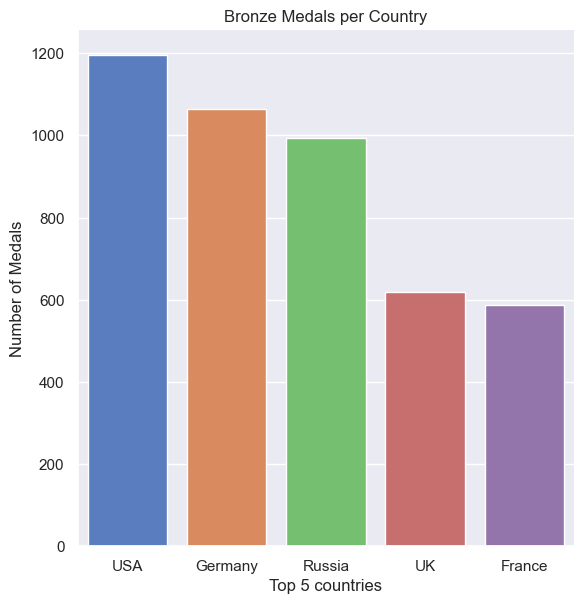 Bronze Medals per Country
Number of Medals
1200
1000
800
600
400
200
0
USA Germany Russia UK France
Top 5 countries